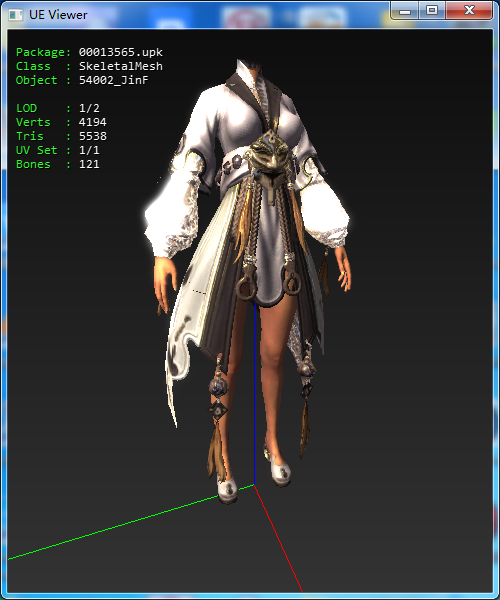 UE Viewer
Package: 00013565.upk
Class  : SkeletalMesh
Object : 54002_JinF
LOD    : 1/2
Verts  : 4194
Tris   : 5538
UV Set : 1/1
Bones  : 121